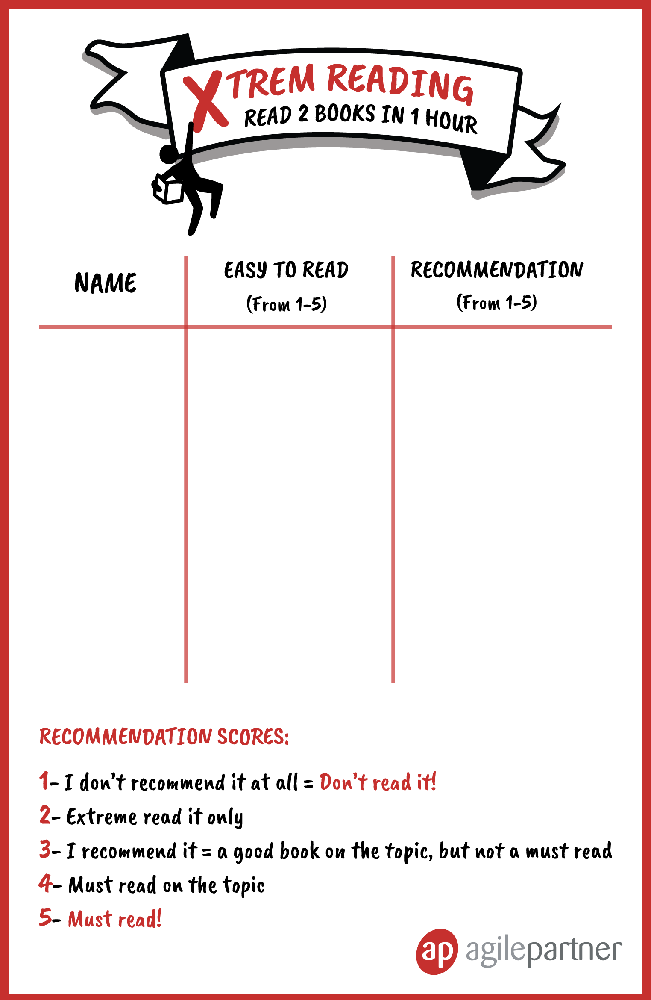 XTREM READING
READ 2 BOOKS IN 1 HOUR
NAME
EASY TO READ
(From 1-5)
RECOMMENDATION
(From 1-5)
RECOMMENDATION SCORES:
1- I don't recommend it at all = Don't read it!
2- Extreme read it only
3- I recommend it = a good book on the topic, but not a must read
4- Must read on the topic
5- Must read!
ap agilepartner